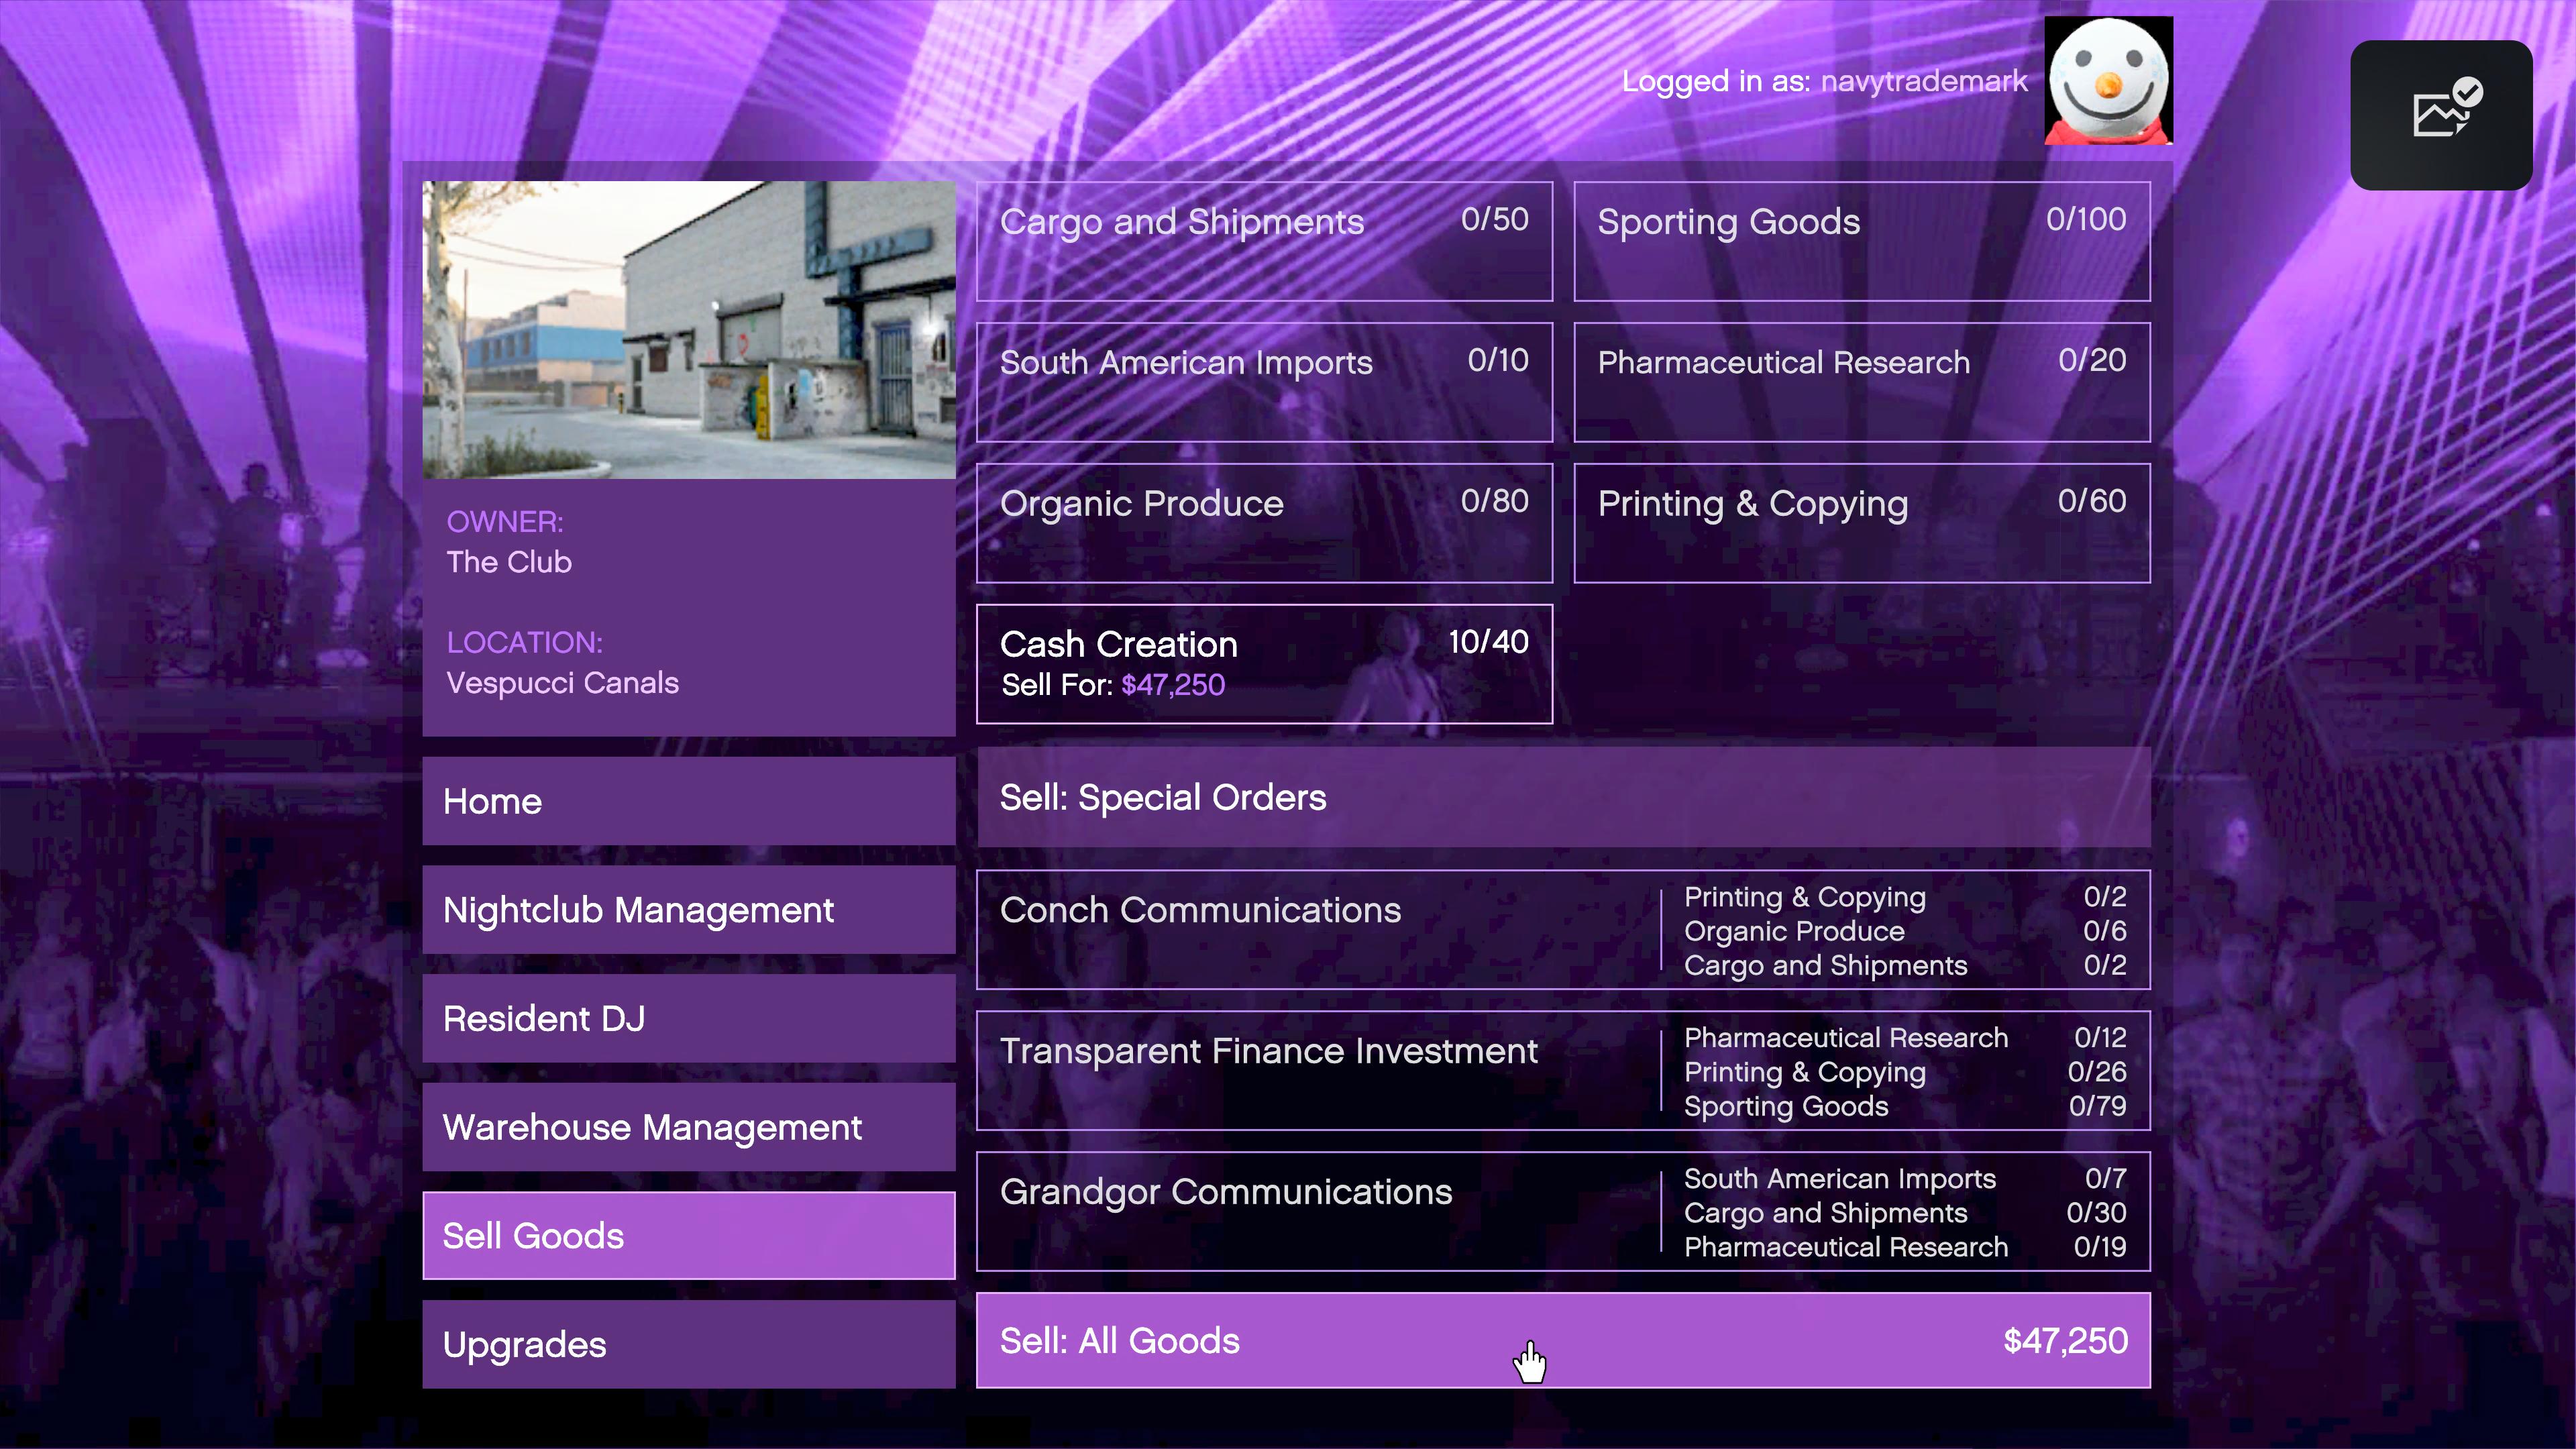 Logged in as: navytrademark
OWNER:
The Club
LOCATION:
Vespucci Canals
Home
Nightclub Management
Resident DJ
Warehouse Management
Sell Goods
Upgrades
Cargo and Shipments 0/50
Sporting Goods 0/100
South American Imports 0/10
Pharmaceutical Research 0/20
Organic Produce 0/80
Printing & Copying 0/60
Cash Creation 10/40
Sell For: $47,250
Sell: Special Orders
Conch Communications
Printing & Copying 0/2
Organic Produce 0/6
Cargo and Shipments 0/2
Transparent Finance Investment
Pharmaceutical Research 0/12
Printing & Copying 0/26
Sporting Goods 0/79
Grandgor Communications
South American Imports 0/7
Cargo and Shipments 0/30
Pharmaceutical Research 0/19
Sell: All Goods $47,250